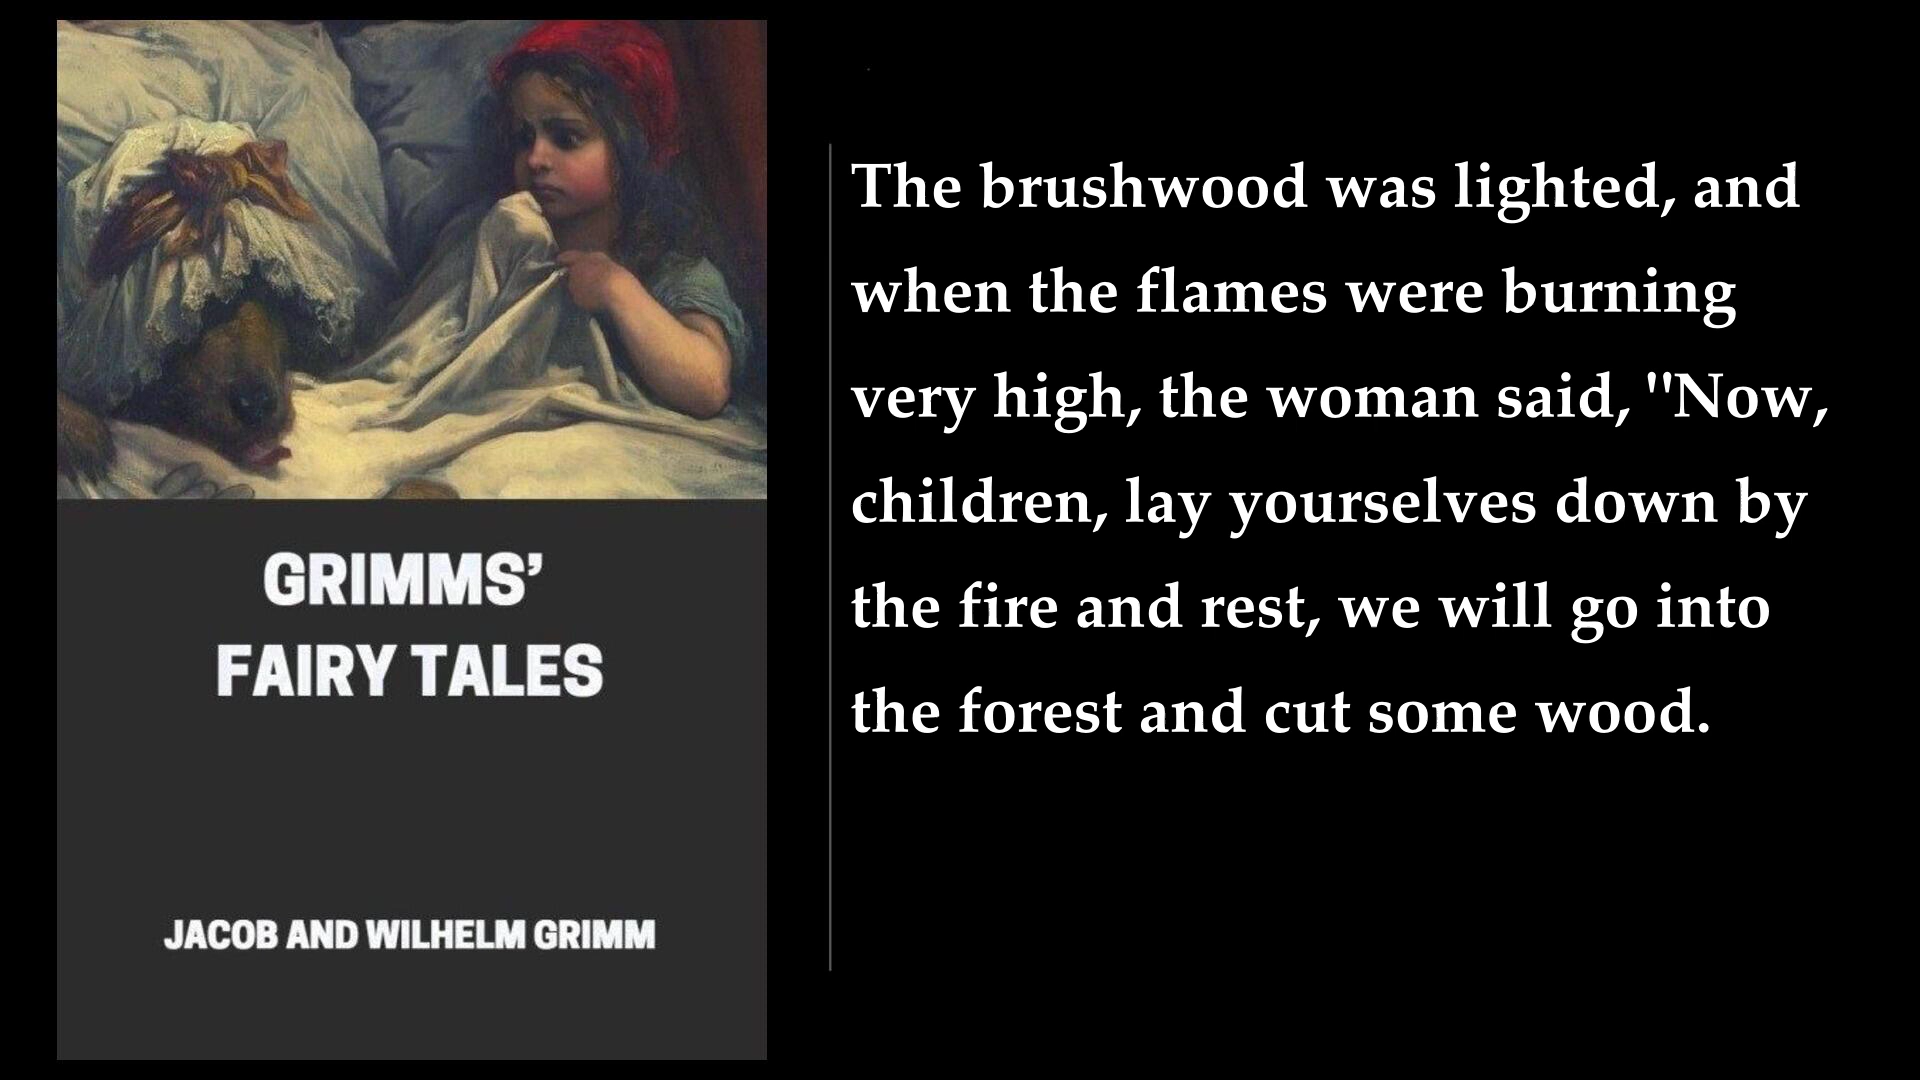 GRIMMS’
FAIRY TALES
JACOB AND WILHELM GRIMM
The brushwood was lighted, and
when the flames were burning
very high, the woman said, "Now,
children, lay yourselves down by
the fire and rest, we will go into
the forest and cut some wood.